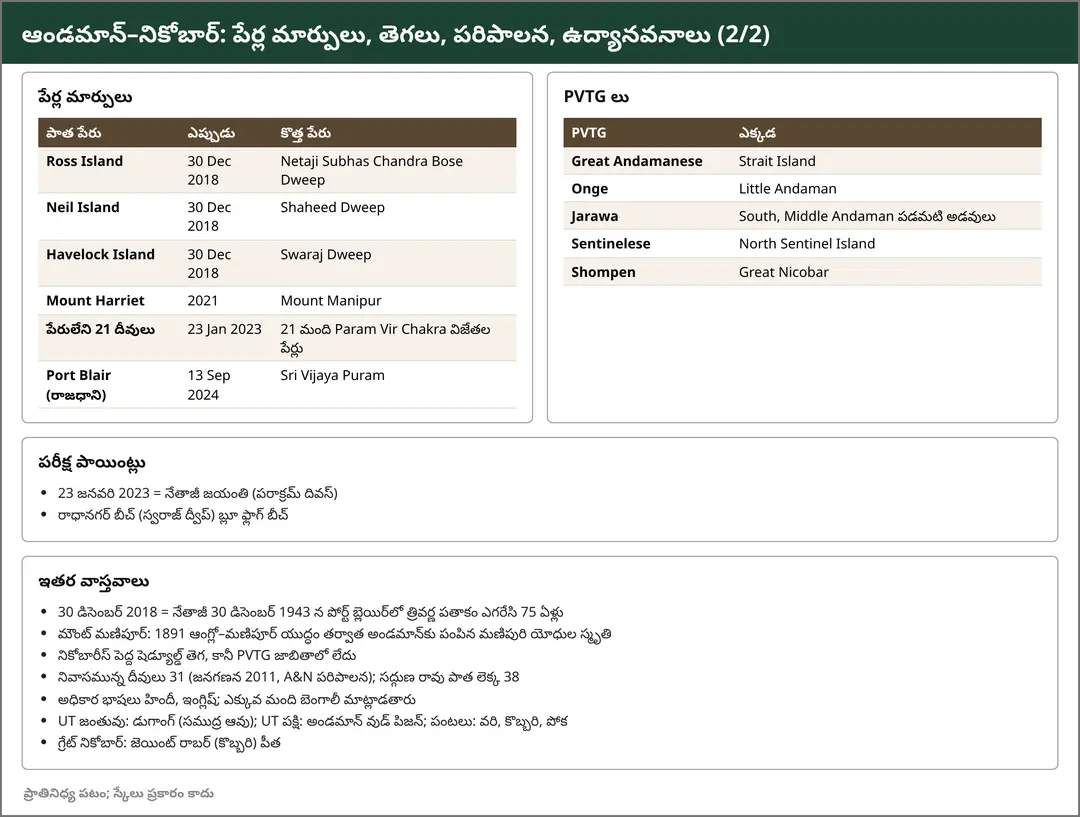 ఆండమాన్–నికోబార్: పేర్ల మార్పులు, తెగలు, పరిపాలన, ఉద్యానవనాలు (2/2)
పేర్ల మార్పులు
పాత పేరు ఎప్పుడు కొత్త పేరు
Ross Island 30 Dec 2018 Netaji Subhas Chandra Bose Dweep
Neil Island 30 Dec 2018 Shaheed Dweep
Havelock Island 30 Dec 2018 Swaraj Dweep
Mount Harriet 2021 Mount Manipur
పేరులేని 21 దీవులు 23 Jan 2023 21 మంది Param Vir Chakra విజేతల పేర్లు
Port Blair (రాజధాని) 13 Sep 2024 Sri Vijaya Puram
PVTG లు
PVTG ఎక్కడ
Great Andamanese Strait Island
Onge Little Andaman
Jarawa South, Middle Andaman పడమటి అడవులు
Sentinelese North Sentinel Island
Shompen Great Nicobar
పరీక్ష పాయింట్లు
• 23 జనవరి 2023 = నేతాజీ జయంతి (పరాక్రమ్ దివస్)
• రాధానగర్ బీచ్ (స్వరాజ్ ద్వీప్) బ్లూ ఫ్లాగ్ బీచ్
ఇతర వాస్తవాలు
• 30 డిసెంబర్ 2018 = నేతాజీ 30 డిసెంబర్ 1943 న పోర్ట్ బ్లెయిర్‌లో త్రివర్ణ పతాకం ఎగరేసి 75 ఏళ్లు
• మౌంట్ మణిపూర్: 1891 ఆంగ్లో–మణిపూర్ యుద్ధం తర్వాత అండమాన్‌కు పంపిన మణిపురి యోధుల స్మృతి
• నికోబారీస్ పెద్ద షెడ్యూల్డ్ తెగ, కానీ PVTG జాబితాలో లేదు
• నివాసమున్న దీవులు 31 (జనగణన 2011, A&N పరిపాలన); సద్గుణ రావు పాత లెక్క 38
• అధికార భాషలు హిందీ, ఇంగ్లిష్; ఎక్కువ మంది బెంగాలీ మాట్లాడతారు
• UT జంతువు: డుగాంగ్ (సముద్ర ఆవు); UT పక్షి: అండమాన్ వుడ్ పిజన్; పంటలు: వరి, కొబ్బరి, పోక
• గ్రేట్ నికోబార్: జెయింట్ రాబర్ (కొబ్బరి) పీత
ప్రాతినిధ్య పటం; స్కేలు ప్రకారం కాదు